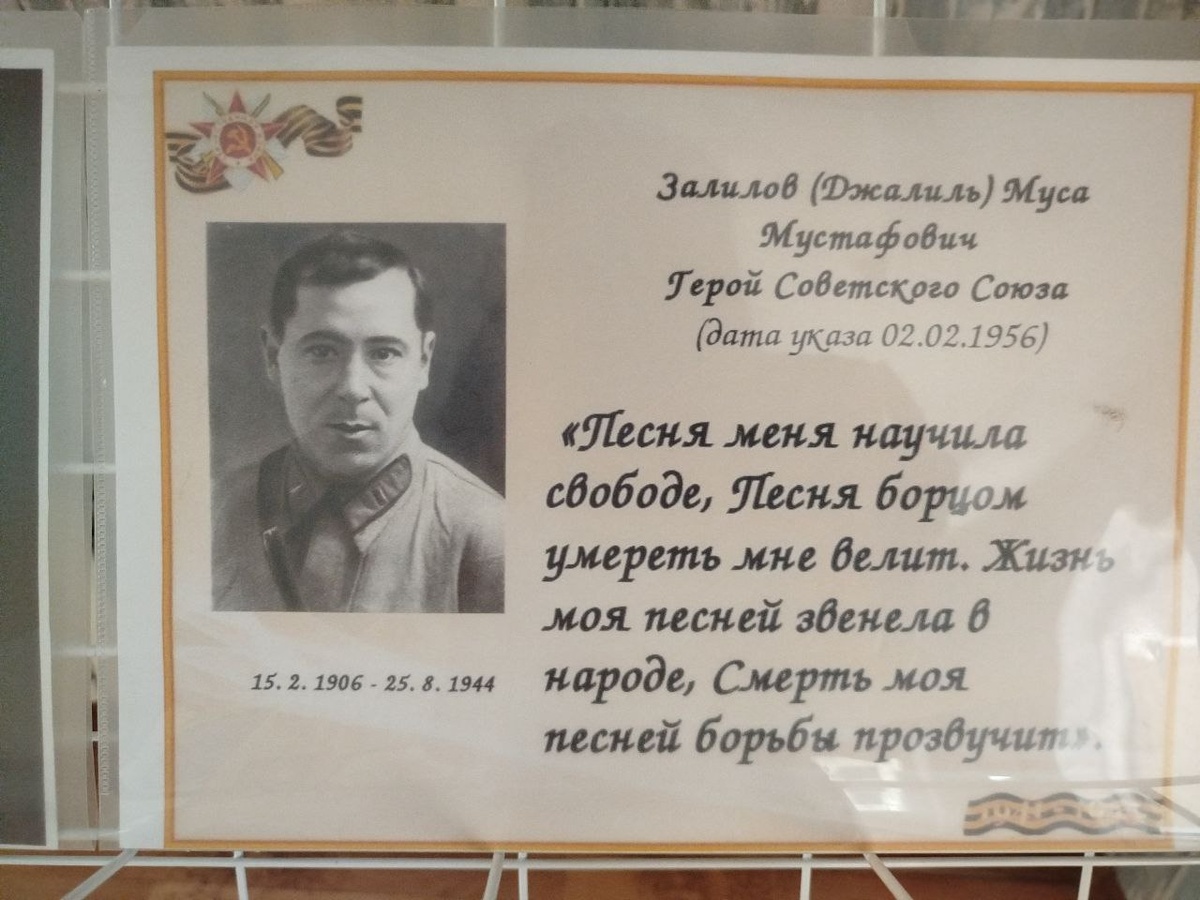 Залилов (Джалиль) Муса
Мустафович
Герой Советского Союза
(дата указа 02.02.1956)
«Песня меня научила
свободе, Песня борцом
умереть мне велит. Жизнь
моя песней звенела в
народе, Смерть моя
песней борьбы прозвучит».
15. 2. 1906 - 25. 8. 1944